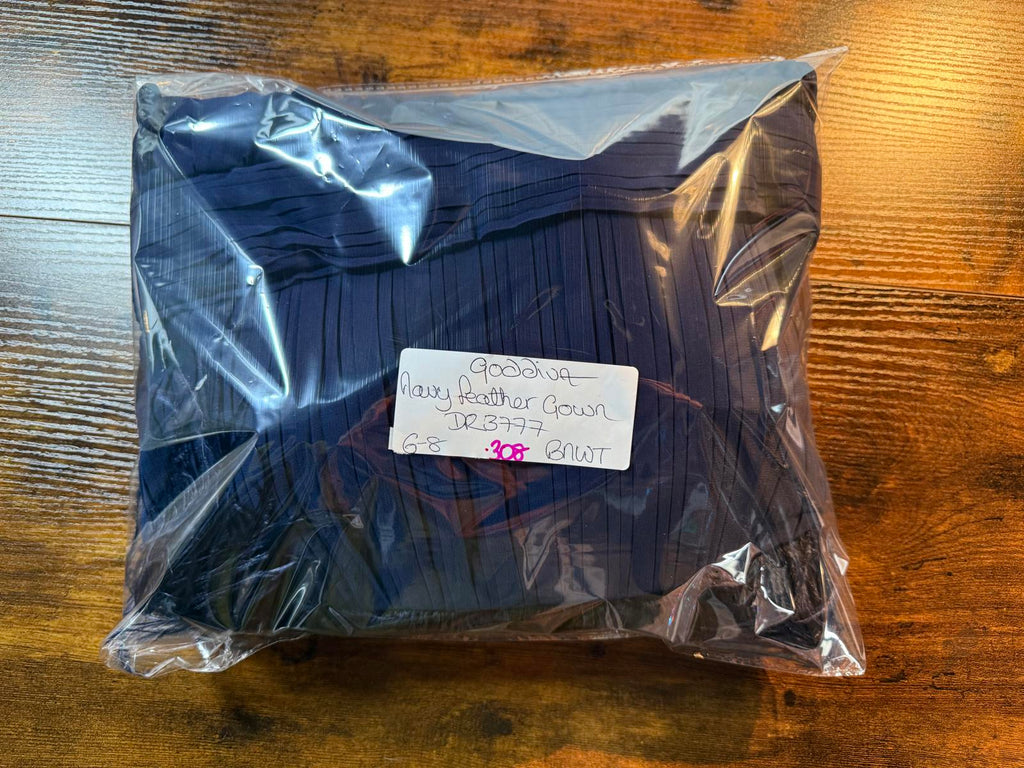 Goddiva
Navy feather Gown
DR3777
6-8 .308 BNWT